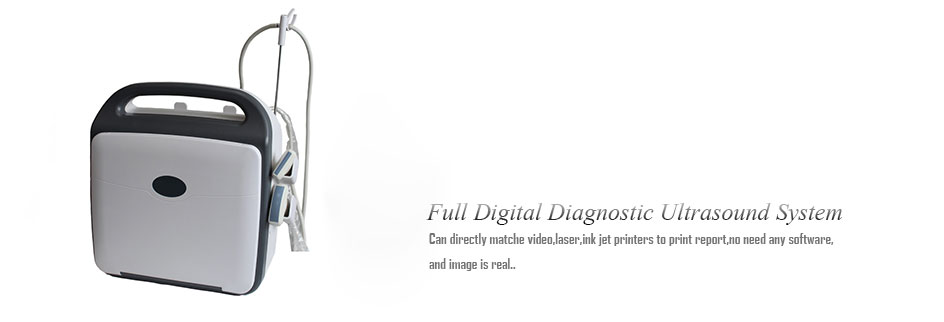 Full Digital Diagnostic Ultrasound System
Can directly matche video,laser,ink jet printers to print report,no need any software,
and image is real..